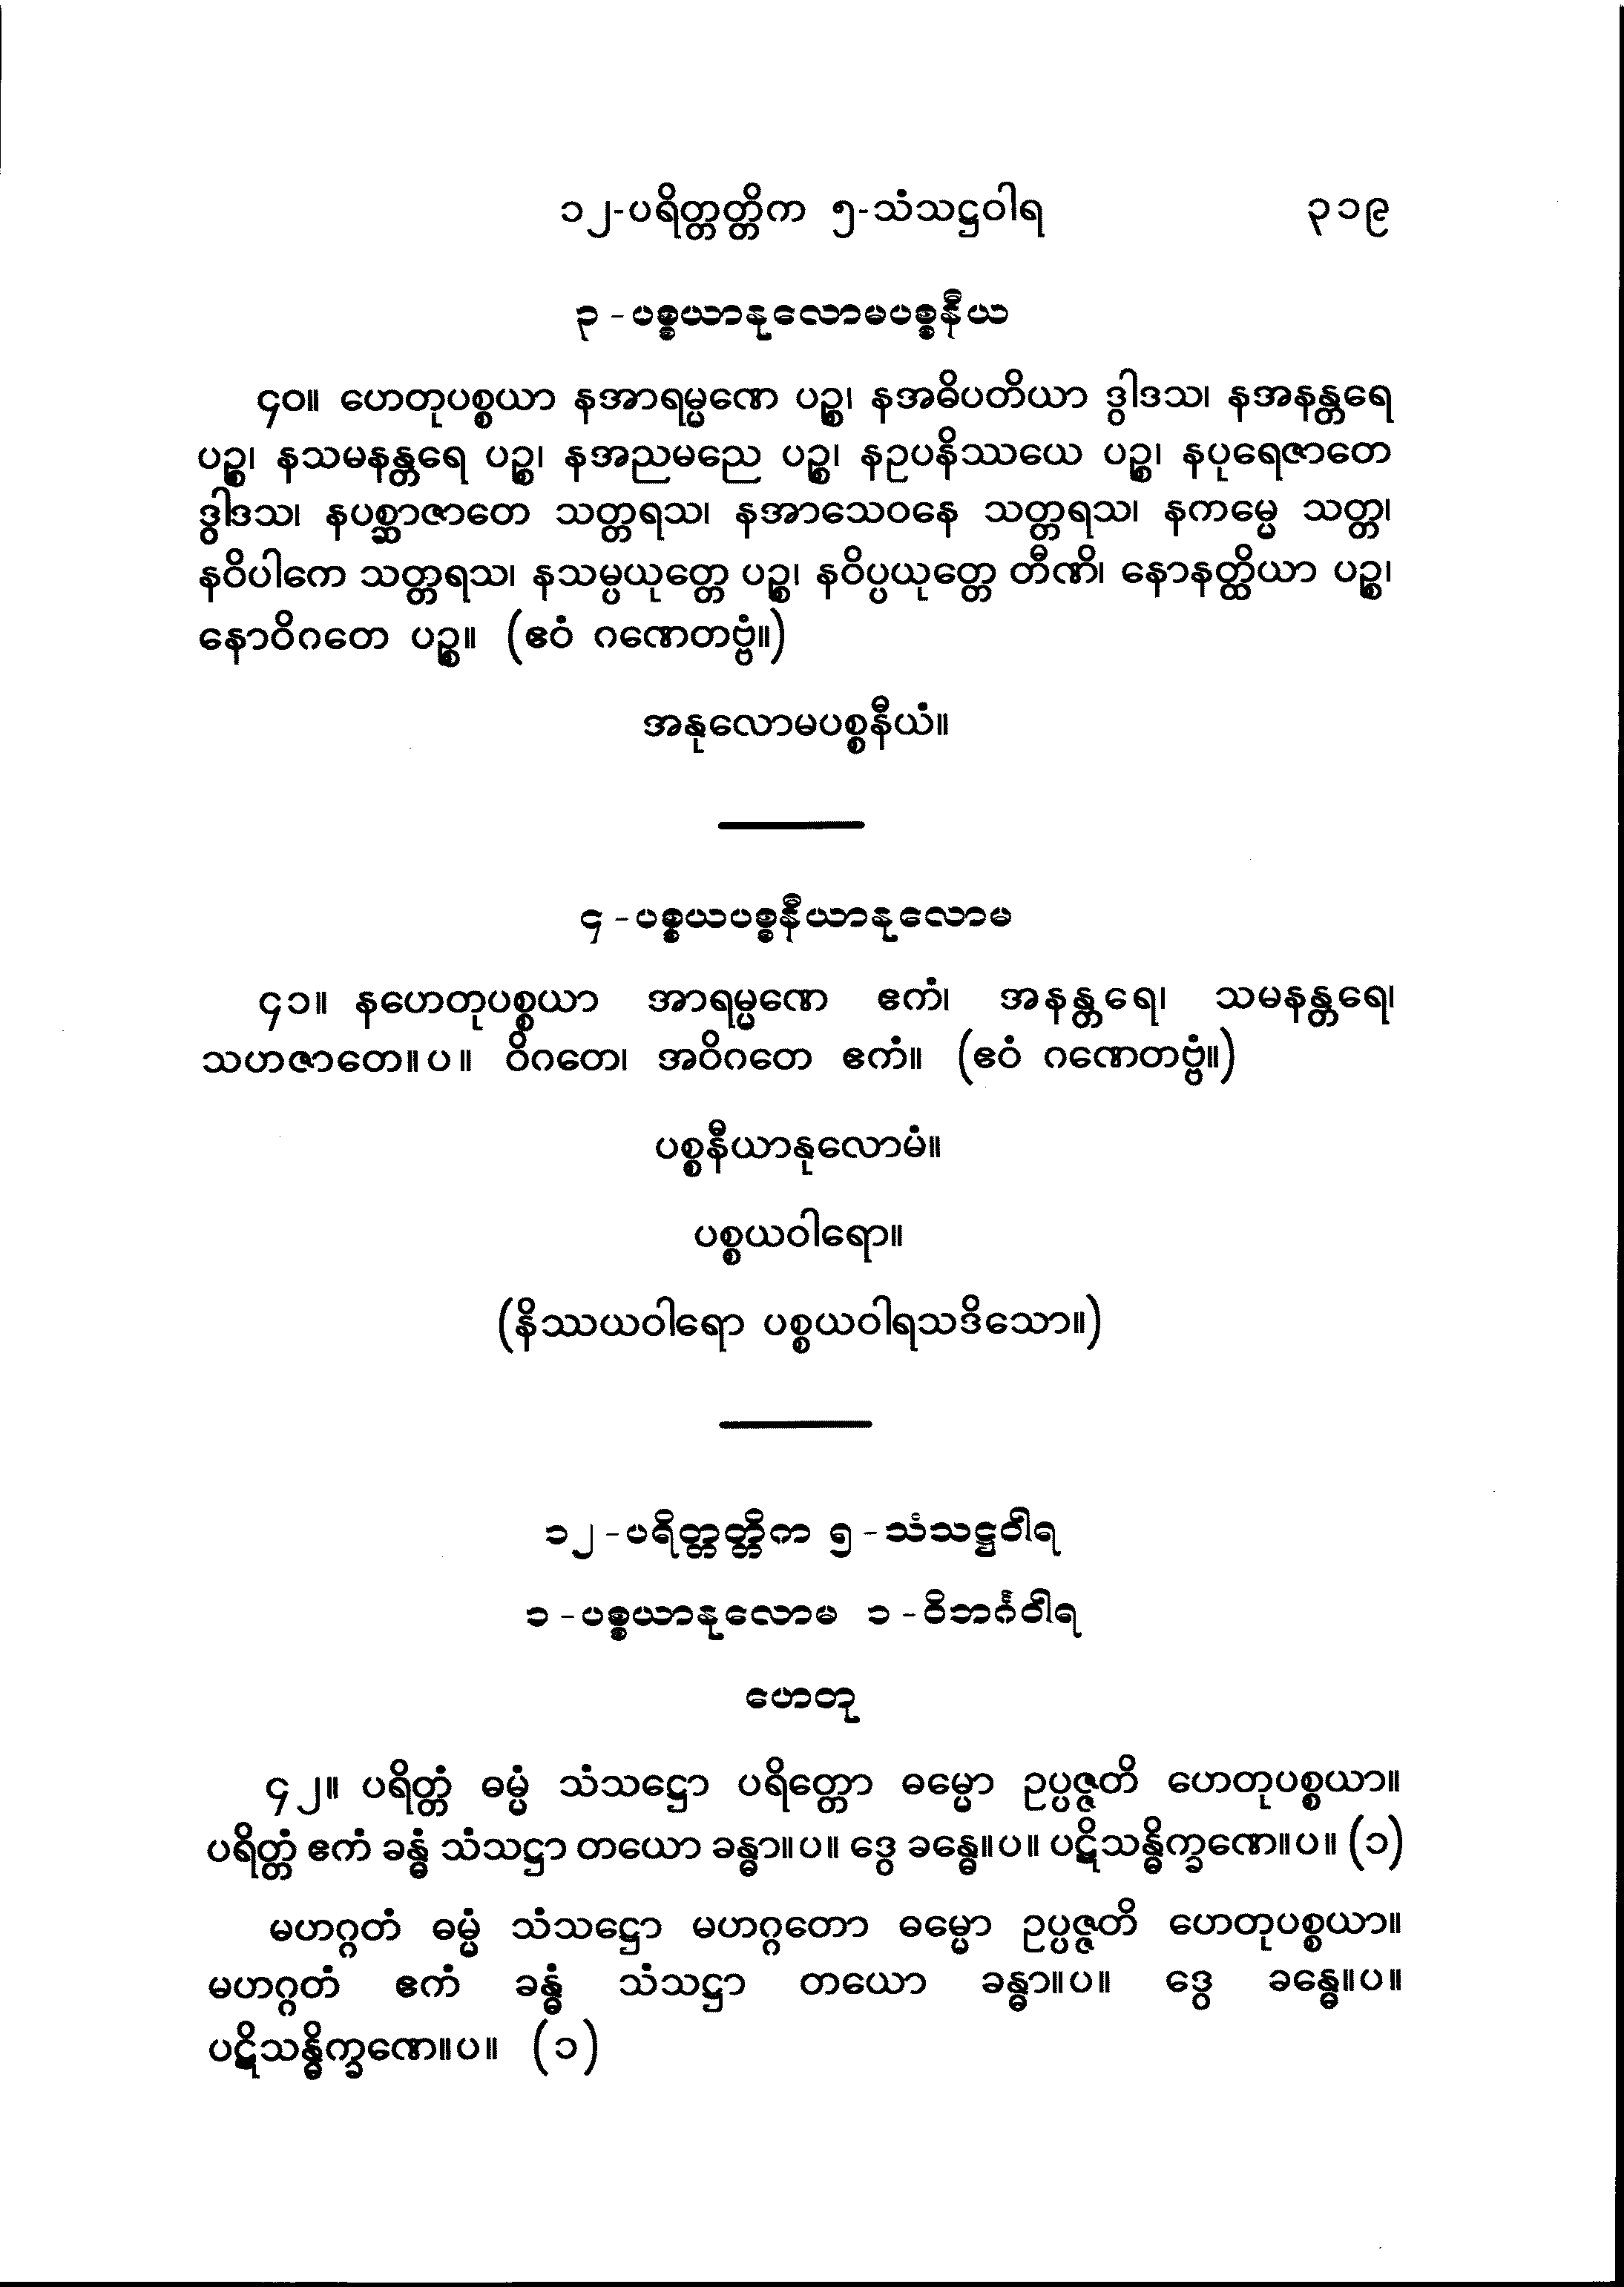 ၁၂-ပရိတ္တတ္တိက ၅-သံသဋ္ဌဝါရ ၃၁၉
၃-ပစ္စယာနုလောမပစ္စနီယ
၄၀။ ဟေတုပစ္စယာ နအာရမ္မဏေ ပဉ္စ၊ နအဓိပတိယာ ဒွါဒသ၊ နအနန္တရေ
ပဉ္စ၊ နသမနန္တရေ ပဉ္စ၊ နအညမညေ ပဉ္စ၊ နဥပနိဿယေ ပဉ္စ၊ နပုရေဇာတေ
ဒွါဒသ၊ နပစ္ဆာဇာတေ သတ္တရသ၊ နအာသေဝနေ သတ္တရသ၊ နကမ္မေ သတ္တ၊
နဝိပါကေ သတ္တရသ၊ နသမ္ပယုတ္တေ ပဉ္စ၊ နဝိပ္ပယုတ္တေ တီဏိ၊ နောနတ္ထိယာ ပဉ္စ၊
နောဝိဂတေ ပဉ္စ။ (ဧဝံ ဂဏေတဗ္ဗံ။)
အနုလောမပစ္စနီယံ။
၄-ပစ္စယပစ္စနီယာနုလောမ
၄၁။ နဟေတုပစ္စယာ အာရမ္မဏေ ဧကံ၊ အနန္တရေ၊ သမနန္တရေ၊
သဟဇာတေ။ပ။ ဝိဂတေ၊ အဝိဂတေ ဧကံ။ (ဧဝံ ဂဏေတဗ္ဗံ။)
ပစ္စနီယာနုလောမံ။
ပစ္စယဝါရော။
(နိဿယဝါရော ပစ္စယဝါရသဒိသော။)
၁၂-ပရိတ္တတ္တိက ၅-သံသဋ္ဌဝါရ
၁-ပစ္စယာနုလောမ ၁-ဝိဘင်္ဂဝါရ
ဟေတု
၄၂။ ပရိတ္တံ ဓမ္မံ သံသဋ္ဌော ပရိတ္တော ဓမ္မော ဥပ္ပဇ္ဇတိ ဟေတုပစ္စယာ။
ပရိတ္တံ ဧကံ ခန္ဓံ သံသဋ္ဌာ တယော ခန္ဓာ။ပ။ ဒွေ ခန္ဓေ။ပ။ ပဋိသန္ဓိက္ခဏေ။ပ။ (၁)
မဟဂ္ဂတံ ဓမ္မံ သံသဋ္ဌော မဟဂ္ဂတော ဓမ္မော ဥပ္ပဇ္ဇတိ ဟေတုပစ္စယာ။
မဟဂ္ဂတံ ဧကံ ခန္ဓံ သံသဋ္ဌာ တယော ခန္ဓာ။ပ။ ဒွေ ခန္ဓေ။ပ။
ပဋိသန္ဓိက္ခဏေ။ပ။ (၁)